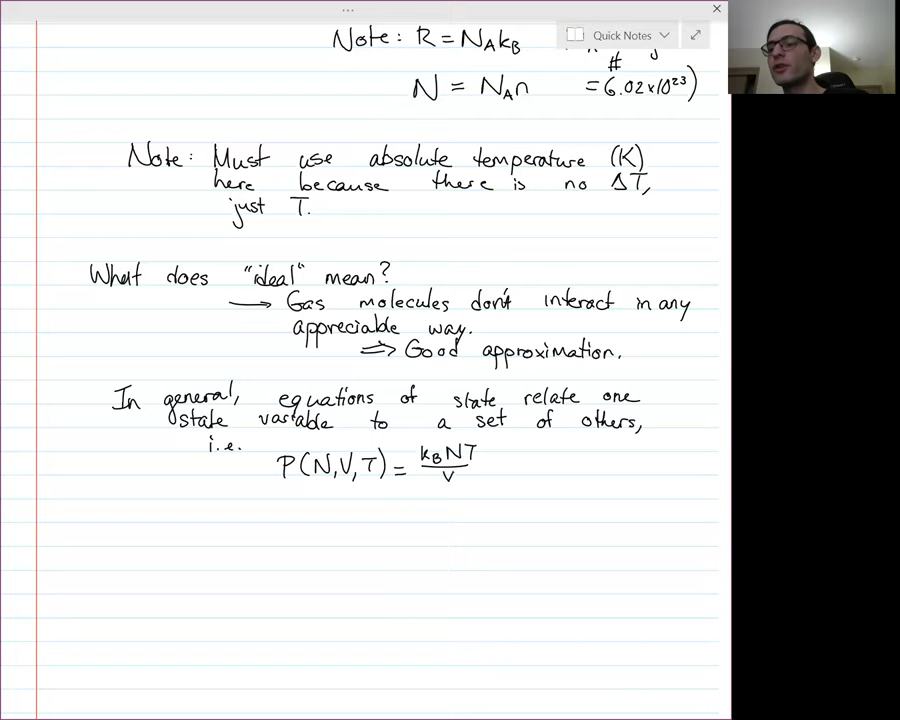 Note: R = NAkB
Quick Notes
#
N = NAn = 6.02x10^23)
Note: Must use absolute temperature (K)
here because there is no ΔT,
just T.
What does "ideal" mean?
→ Gas molecules don't interact in any
appreciable way.
⇒ Good approximation.
In general, equations of state relate one
state variable to a set of others,
i.e.
P(N,V,T) = kBNT/V